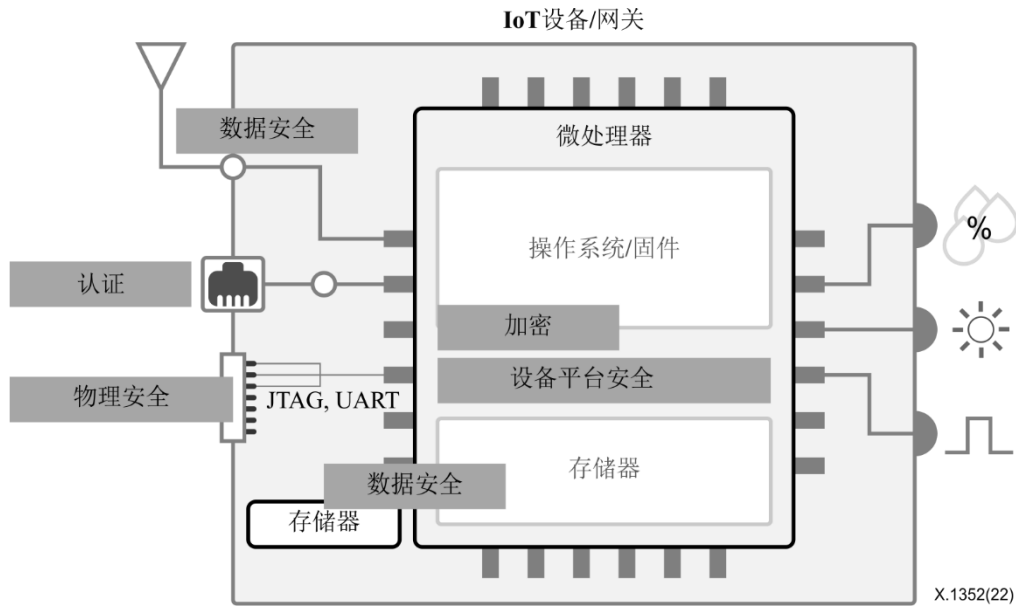 IoT设备/网关
数据安全
微处理器
%
操作系统/固件
认证
加密
设备平台安全
物理安全
JTAG, UART
存储器
数据安全
存储器
X.1352(22)